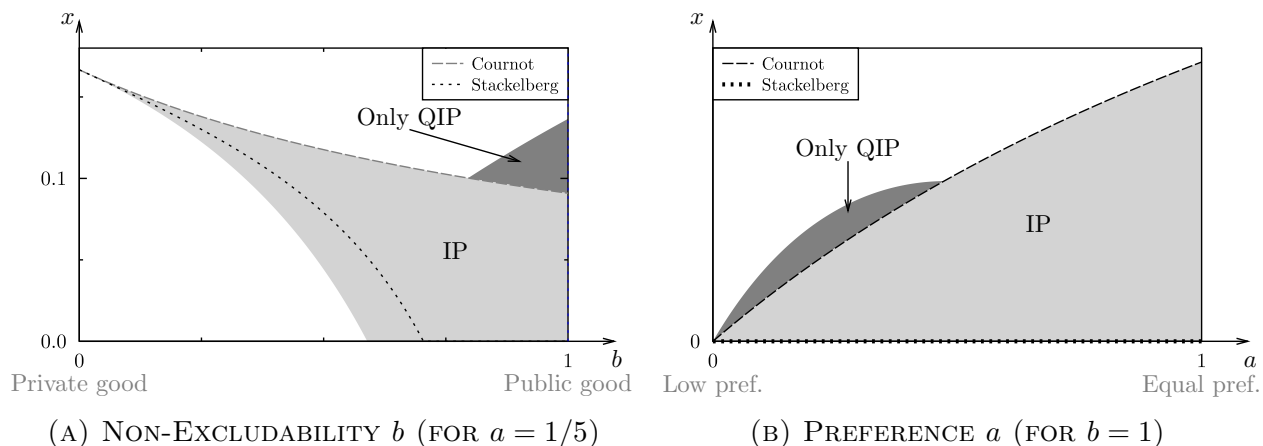 x
Cournot
Stackelberg
Only QIP
0.1
IP
0.0
0
1
b
Private good
Public good
(A) NON-EXCLUDABILITY b (FOR a = 1/5)
x
Cournot
Stackelberg
Only QIP
IP
0
0
1
a
Low pref.
Equal pref.
(B) PREFERENCE a (FOR b = 1)